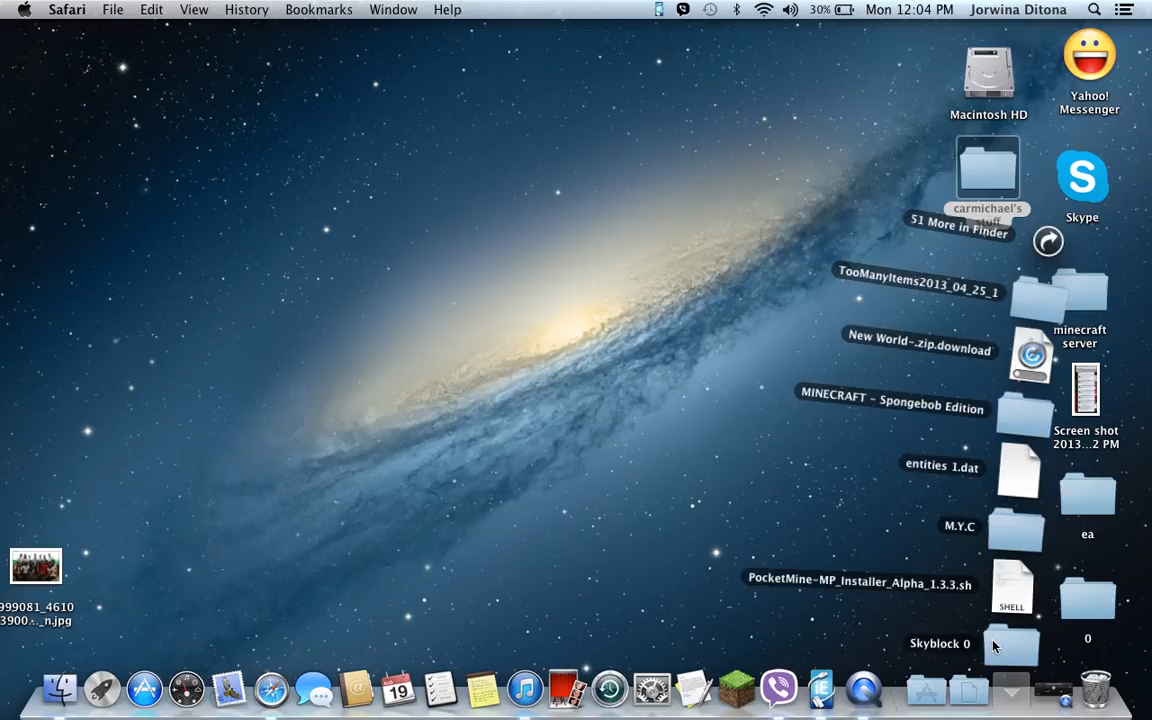 Safari File Edit View History Bookmarks Window Help 30% Mon 12:04 PM Jorwina Ditona
Macintosh HD
Yahoo!
Messenger
carmichael's
stuff
Skype
51 More in Finder
TooManyItems2013_04_25_1
minecraft
server
New World-.zip.download
MINECRAFT - Spongebob Edition
Screen shot
2013...2 PM
entities 1.dat
M.Y.C
ea
PocketMine-MP_Installer_Alpha_1.3.3.sh
SHELL
Skyblock 0
0
999081_4610
3900..._n.jpg
19